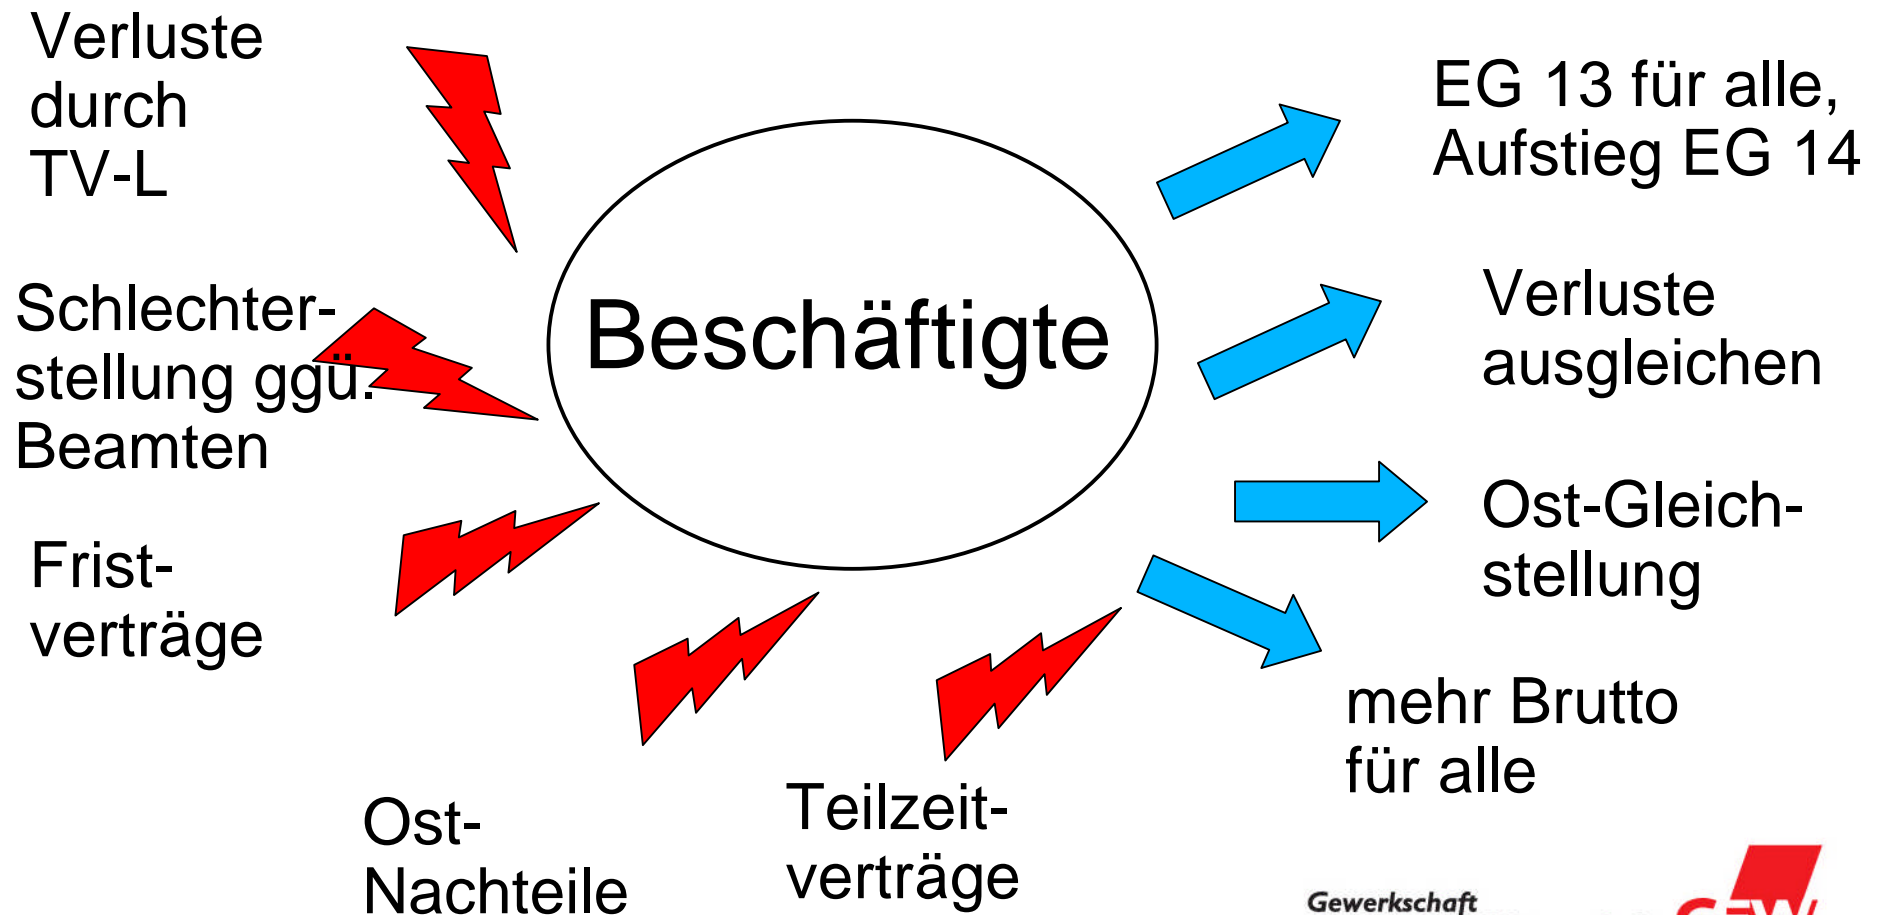 Verluste
durch
TV-L
Schlechter-
stellung ggü.
Beamten
Frist-
verträge
Ost-
Nachteile
Teilzeit-
verträge
Beschäftigte
EG 13 für alle,
Aufstieg EG 14
Verluste
ausgleichen
Ost-Gleich-
stellung
mehr Brutto
für alle
Gewerkschaft
GEW